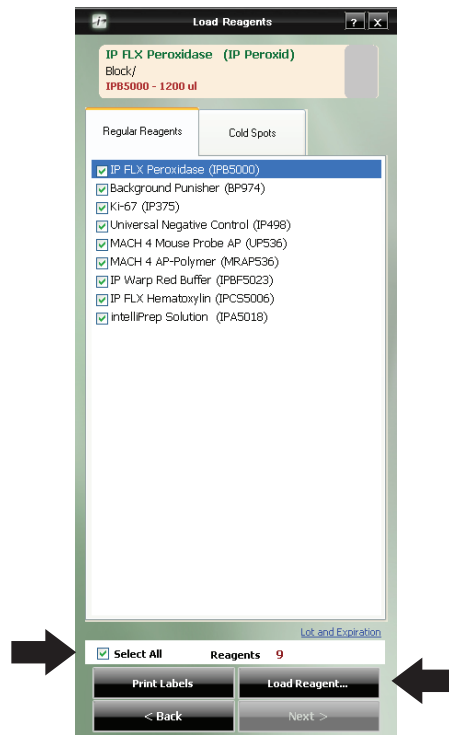 i
Load Reagents
? X
IP FLX Peroxidase (IP Peroxid)
Block/
IPB5000 - 1200 ul
Regular Reagents Cold Spots
IP FLX Peroxidase (IPB5000)
Background Punisher (BP974)
Ki-67 (IP375)
Universal Negative Control (IP498)
MACH 4 Mouse Probe AP (UP536)
MACH 4 AP-Polymer (MRAP536)
IP Warp Red Buffer (IPBF5023)
IP FLX Hematoxylin (IPCS5006)
intelliPrep Solution (IPA5018)
Lot and Expiration
Select All Reagents 9
Print Labels Load Reagent...
< Back Next >